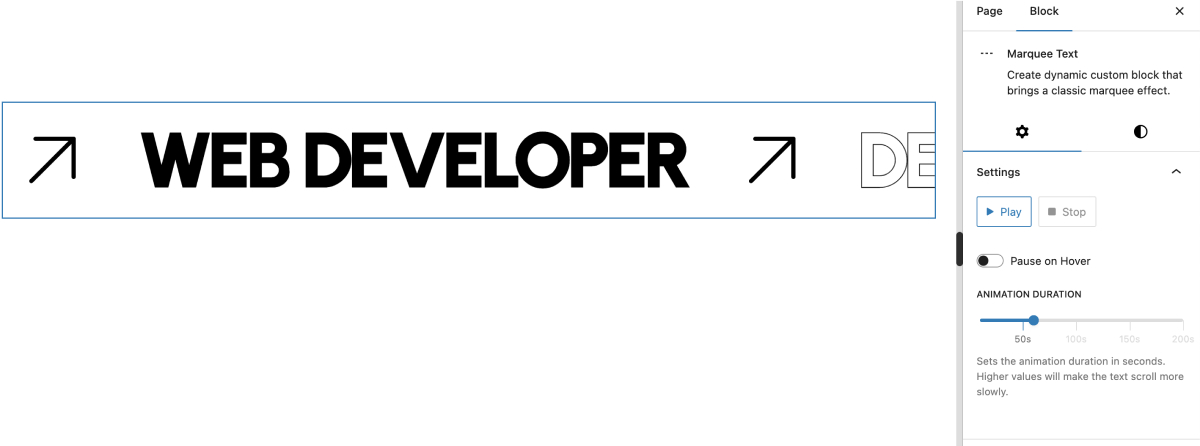 Page Block
Marquee Text
Create dynamic custom block that
brings a classic marquee effect.
WEB DEVELOPER DE
Settings
Play Stop
Pause on Hover
ANIMATION DURATION
50s 100s 150s 200s
Sets the animation duration in seconds.
Higher values will make the text scroll more
slowly.